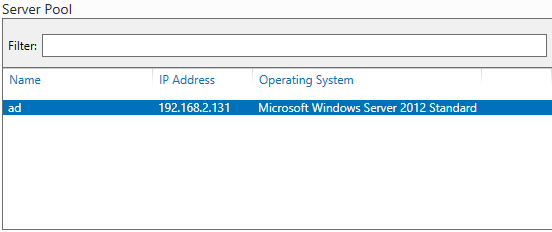 Server Pool
Filter:
Name IP Address Operating System
ad 192.168.2.131 Microsoft Windows Server 2012 Standard